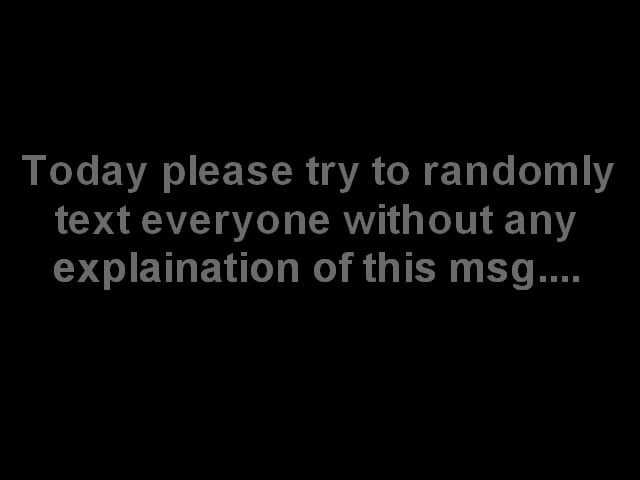 Today please try to randomly
text everyone without any
explaination of this msg....